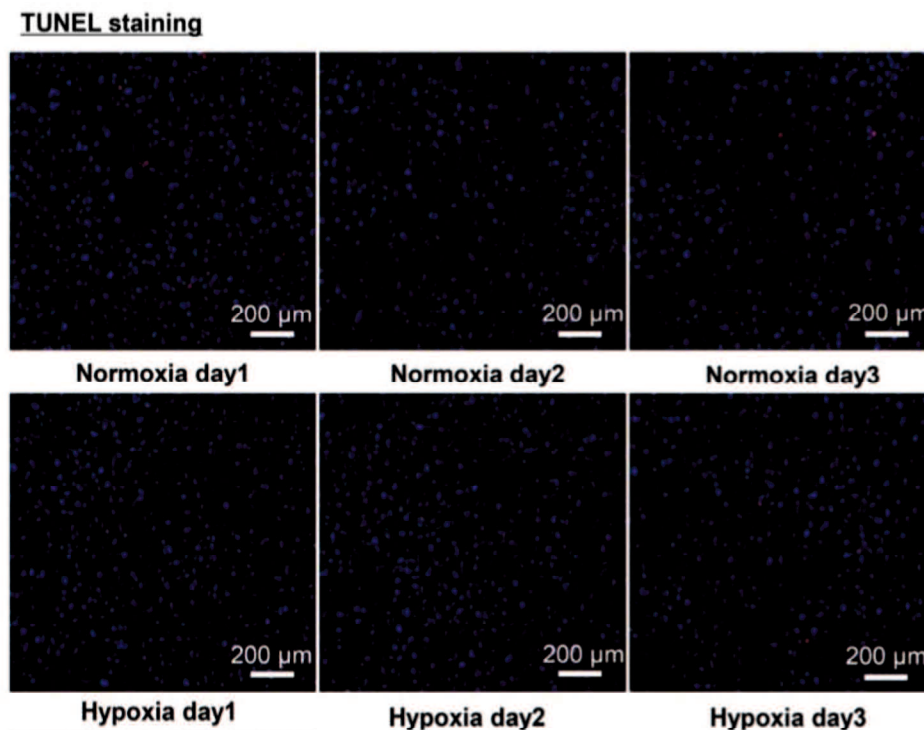 TUNEL staining
200 μm
200 μm
200 μm
Normoxia day1
Normoxia day2
Normoxia day3
200 μm
200 μm
200 μm
Hypoxia day1
Hypoxia day2
Hypoxia day3